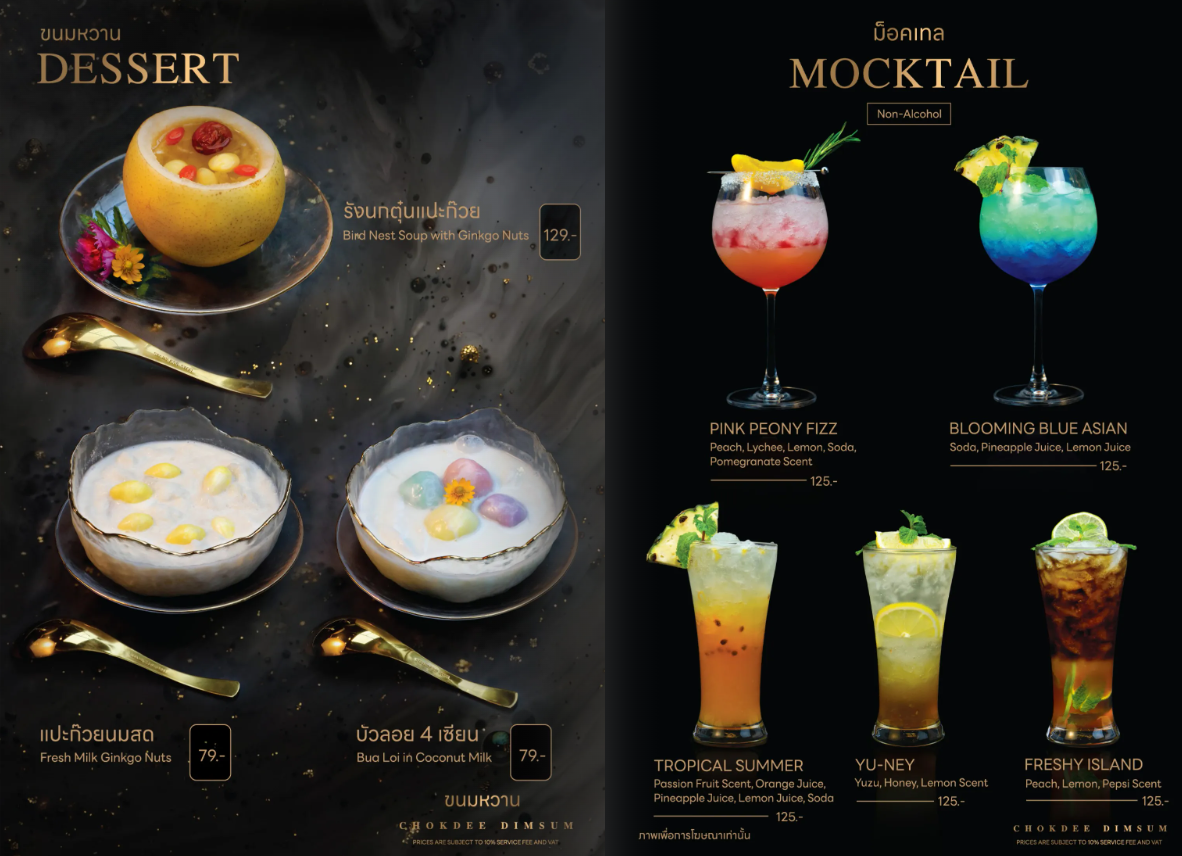 ขนมหวาน
DESSERT
รังนกตุ๋นแปะก๊วย
Bird Nest Soup with Ginkgo Nuts
129.-
แปะก๊วยนมสด
Fresh Milk Ginkgo Nuts
79.-
บัวลอย 4 เซียน
Bua Loi in Coconut Milk
79.-
ขนมหวาน
CHOKDEE DIMSUM
PRICES ARE SUBJECT TO 10% SERVICE FEE AND VAT
ม็อคเทล
MOCKTAIL
Non-Alcohol
PINK PEONY FIZZ
Peach, Lychee, Lemon, Soda,
Pomegranate Scent
125.-
BLOOMING BLUE ASIAN
Soda, Pineapple Juice, Lemon Juice
125.-
TROPICAL SUMMER
Passion Fruit Scent, Orange Juice,
Pineapple Juice, Lemon Juice, Soda
125.-
YU-NEY
Yuzu, Honey, Lemon Scent
125.-
FRESHY ISLAND
Peach, Lemon, Pepsi Scent
125.-
ภาพเพื่อการโฆษณาเท่านั้น
CHOKDEE DIMSUM
PRICES ARE SUBJECT TO 10% SERVICE FEE AND VAT